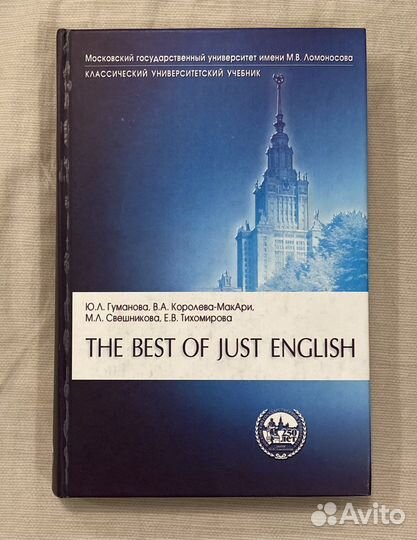 Московский государственный университет имени М.В. Ломоносова
КЛАССИЧЕСКИЙ УНИВЕРСИТЕТСКИЙ УЧЕБНИК
Ю.Л. Гуманова, В.А. Королева-МакАри,
М.Л. Свешникова, Е.В. Тихомирова
THE BEST OF JUST ENGLISH
250
Avito